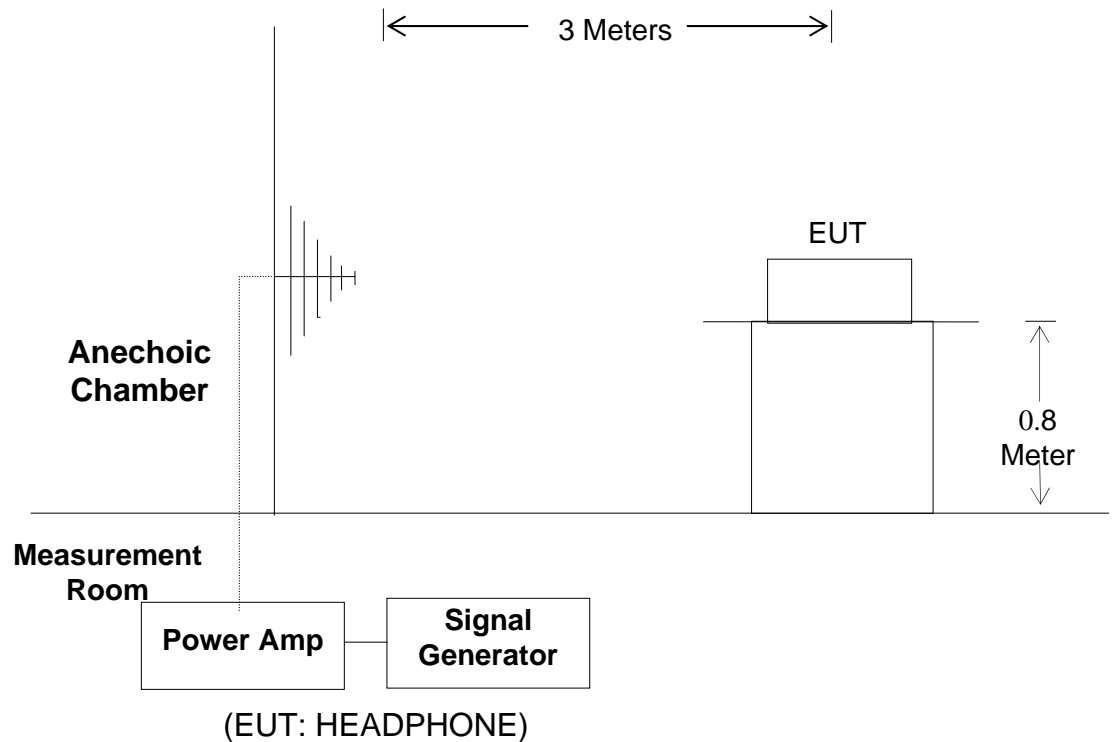 3 Meters
EUT
Anechoic
Chamber
0.8
Meter
Measurement
Room
Power Amp
Signal
Generator
(EUT: HEADPHONE)